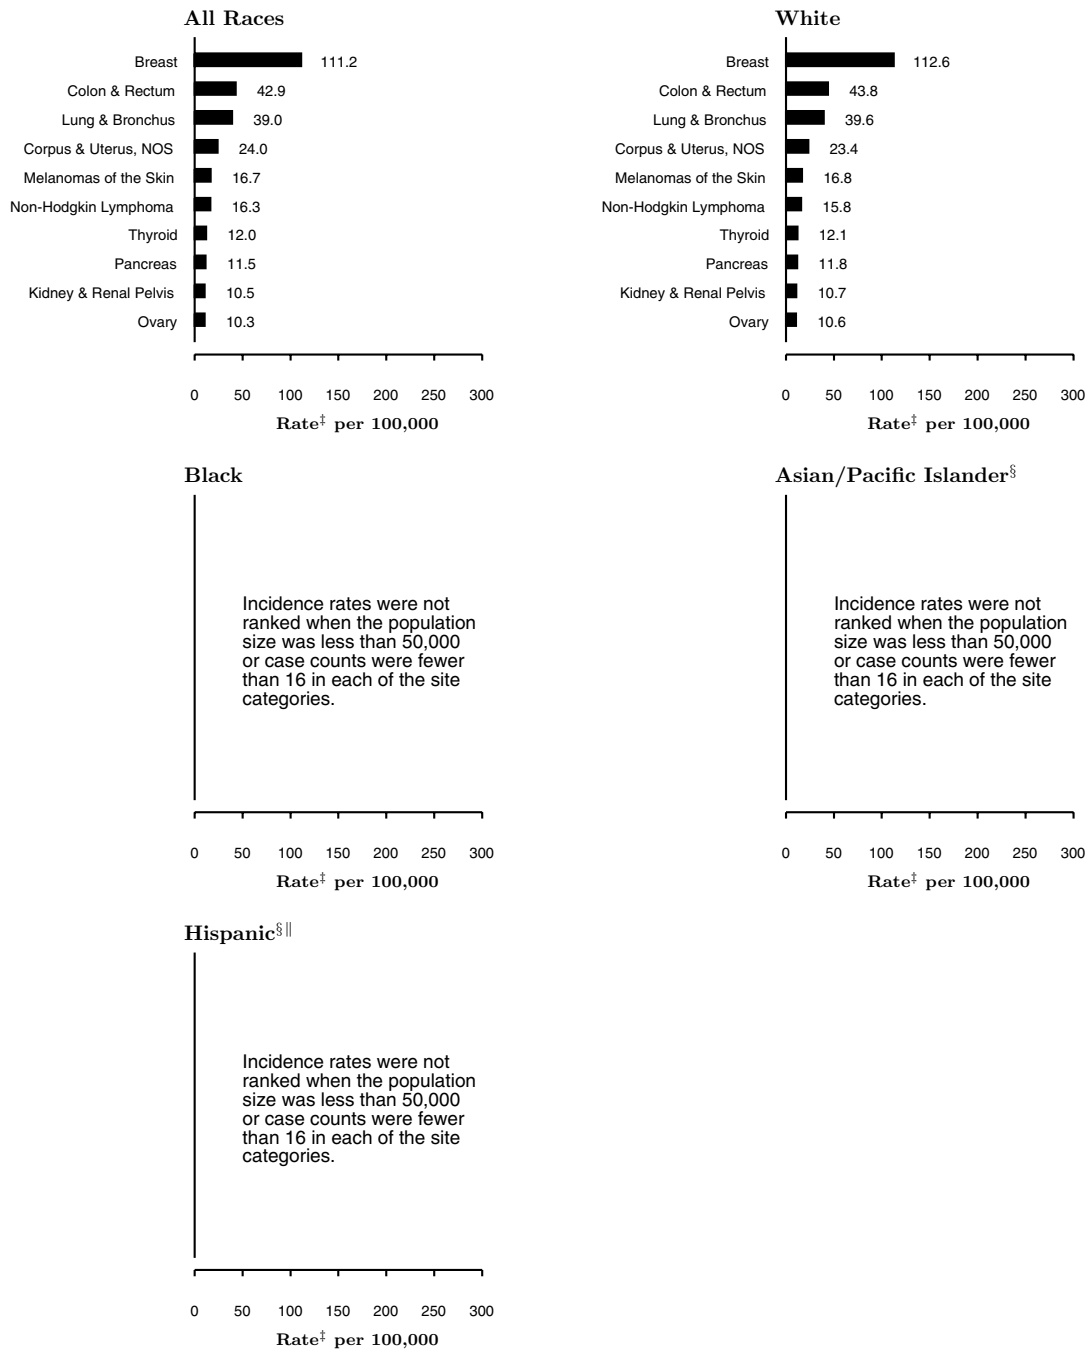 All Races
Breast 111.2
Colon & Rectum 42.9
Lung & Bronchus 39.0
Corpus & Uterus, NOS 24.0
Melanomas of the Skin 16.7
Non-Hodgkin Lymphoma 16.3
Thyroid 12.0
Pancreas 11.5
Kidney & Renal Pelvis 10.5
Ovary 10.3
0 50 100 150 200 250 300
Rate‡ per 100,000
White
Breast 112.6
Colon & Rectum 43.8
Lung & Bronchus 39.6
Corpus & Uterus, NOS 23.4
Melanomas of the Skin 16.8
Non-Hodgkin Lymphoma 15.8
Thyroid 12.1
Pancreas 11.8
Kidney & Renal Pelvis 10.7
Ovary 10.6
0 50 100 150 200 250 300
Rate‡ per 100,000
Black
Incidence rates were not
ranked when the population
size was less than 50,000
or case counts were fewer
than 16 in each of the site
categories.
0 50 100 150 200 250 300
Rate‡ per 100,000
Asian/Pacific Islander§
Incidence rates were not
ranked when the population
size was less than 50,000
or case counts were fewer
than 16 in each of the site
categories.
0 50 100 150 200 250 300
Rate‡ per 100,000
Hispanic§‖
Incidence rates were not
ranked when the population
size was less than 50,000
or case counts were fewer
than 16 in each of the site
categories.
0 50 100 150 200 250 300
Rate‡ per 100,000